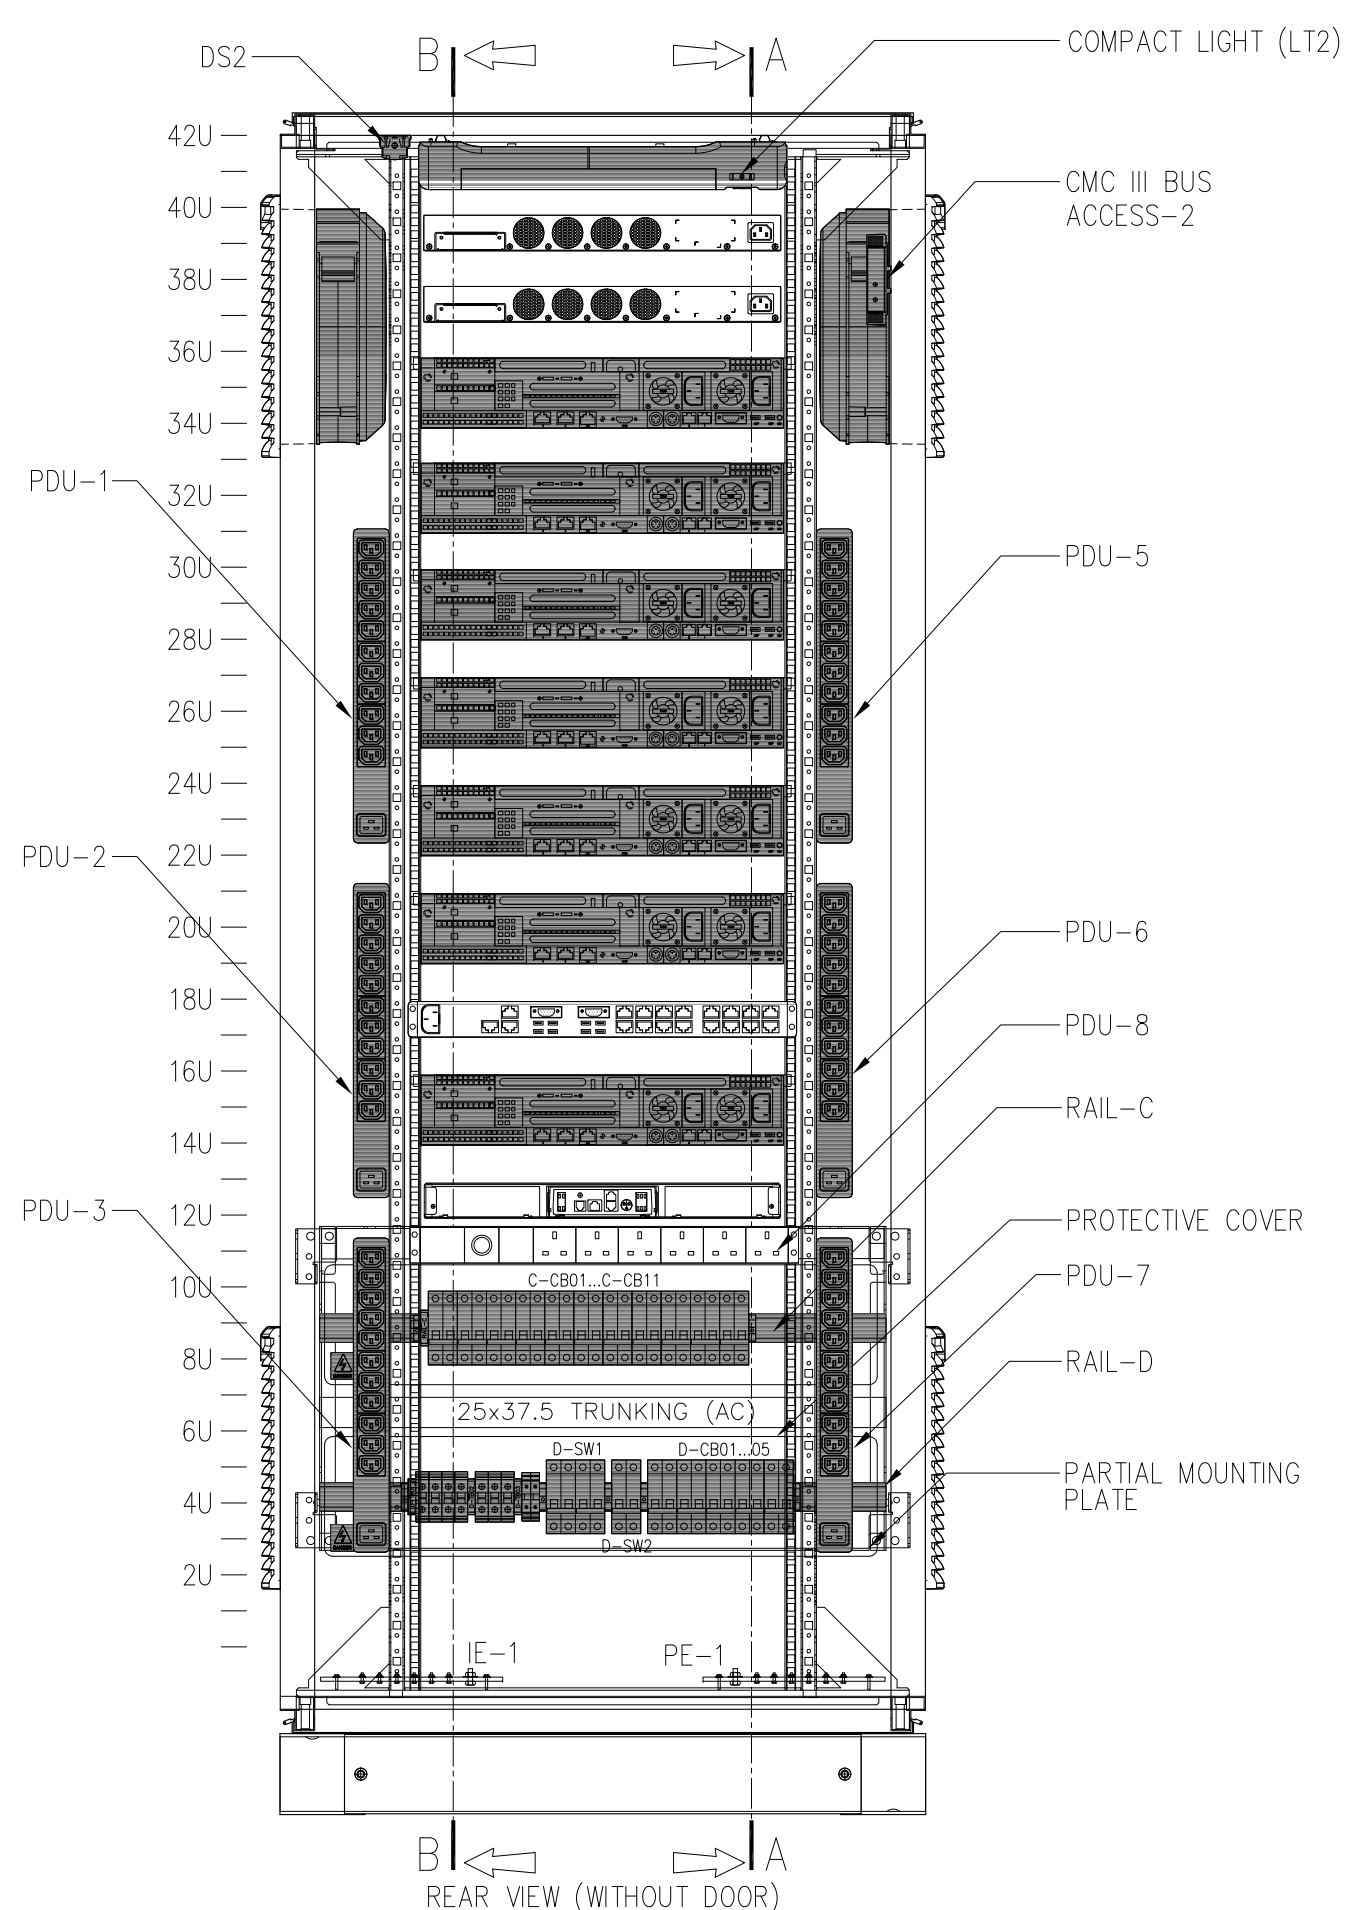 B
A
COMPACT LIGHT (LT2)
DS2
42U
CMC III BUS
ACCESS-2
40U
38U
36U
34U
PDU-1
32U
PDU-5
30U
28U
26U
24U
PDU-2
22U
20U
PDU-6
18U
PDU-8
16U
RAIL-C
14U
PDU-3
12U
PROTECTIVE COVER
PDU-7
10U
C-CB01...C-CB11
RAIL-C
8U
RAIL-D
DANGER
25x37.5 TRUNKING (AC)
6U
D-SW1
D-CB01...05
PARTIAL MOUNTING
PLATE
4U
DANGER
D-SW2
2U
IE-1
PE-1
B
A
REAR VIEW (WITHOUT DOOR)